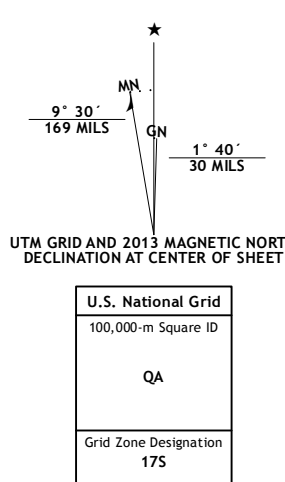 MN
9° 30´
169 MILS
GN
1° 40´
30 MILS
UTM GRID AND 2013 MAGNETIC NORT
DECLINATION AT CENTER OF SHEET
U.S. National Grid
100,000-m Square ID
QA
Grid Zone Designation
17S